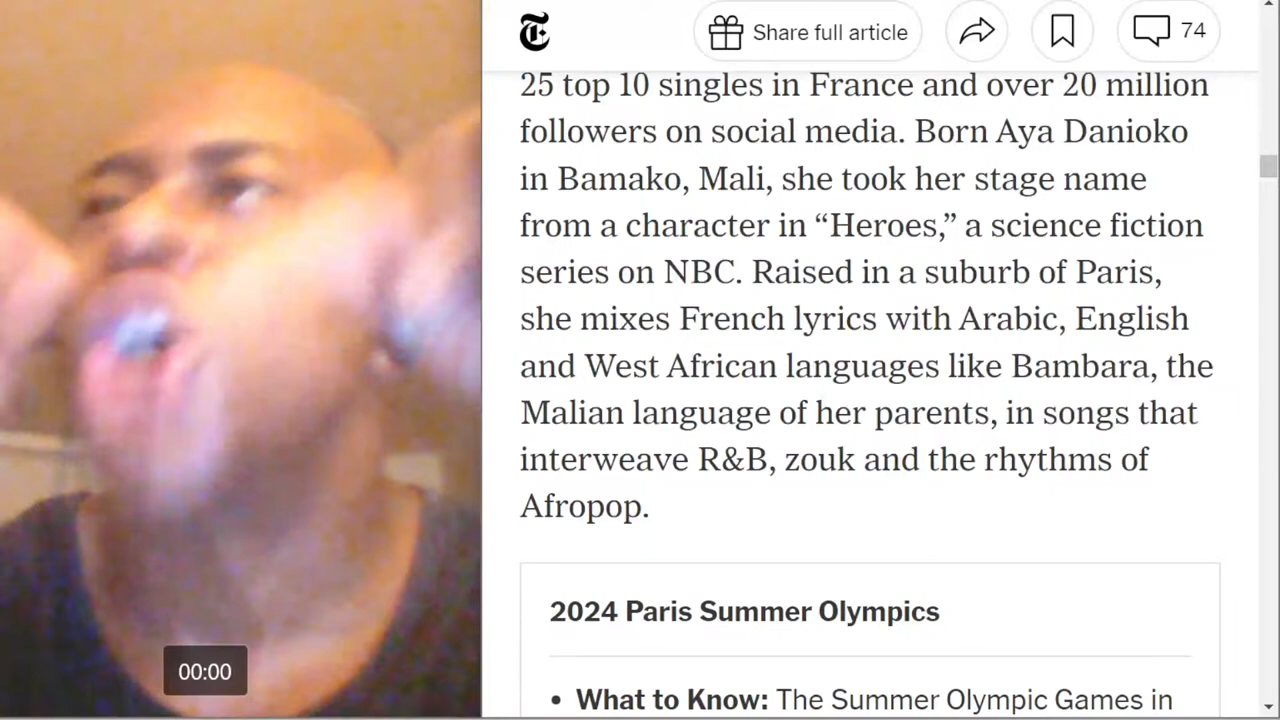 Share full article
74
25 top 10 singles in France and over 20 million
followers on social media. Born Aya Danioko
in Bamako, Mali, she took her stage name
from a character in “Heroes,” a science fiction
series on NBC. Raised in a suburb of Paris,
she mixes French lyrics with Arabic, English
and West African languages like Bambara, the
Malian language of her parents, in songs that
interweave R&B, zouk and the rhythms of
Afropop.
2024 Paris Summer Olympics
• What to Know: The Summer Olympic Games in
00:00